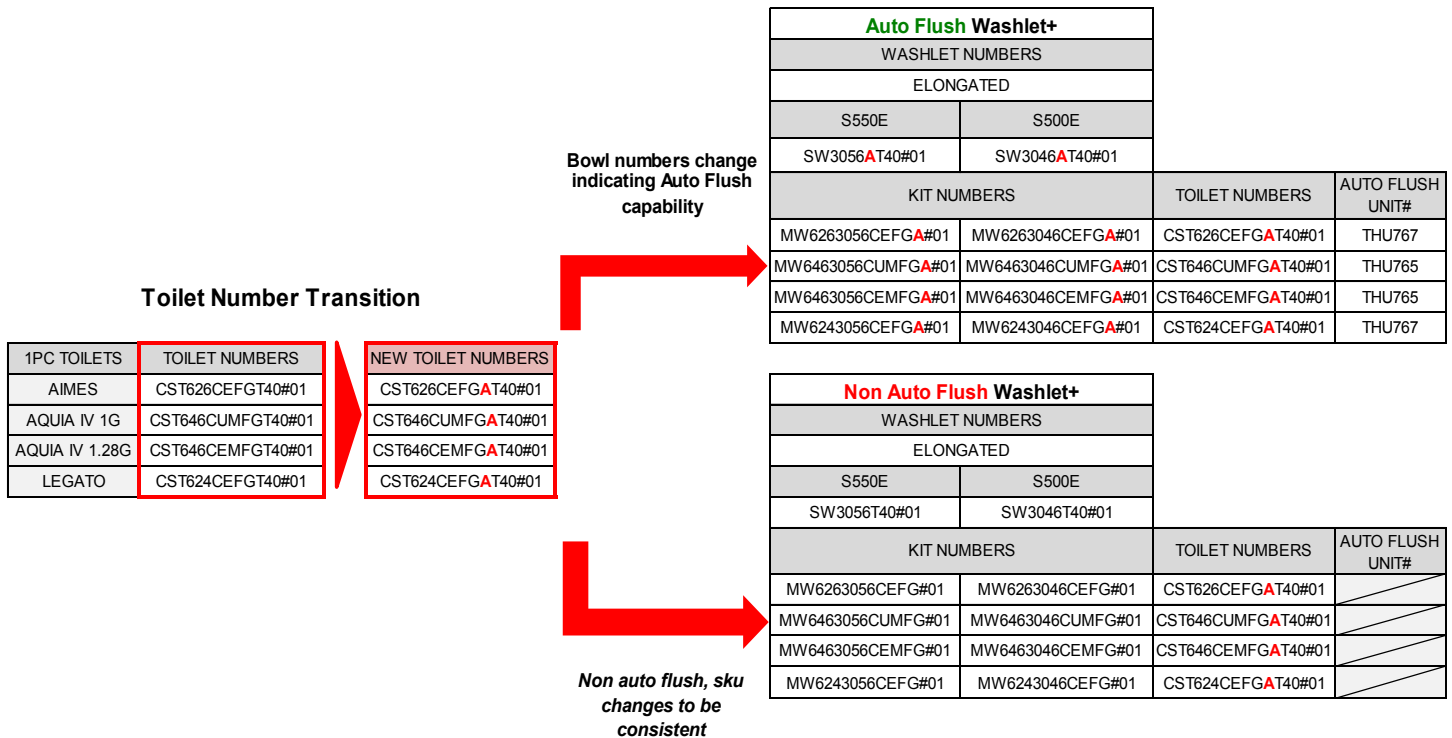 Toilet Number Transition
1PC TOILETS TOILET NUMBERS NEW TOILET NUMBERS
AIMES CST626CEFGT40#01 CST626CEFGAT40#01
AQUIA IV 1G CST646CUMFGT40#01 CST646CUMFGAT40#01
AQUIA IV 1.28G CST646CEMFGT40#01 CST646CEMFGAT40#01
LEGATO CST624CEFGT40#01 CST624CEFGAT40#01
Bowl numbers change
indicating Auto Flush
capability
Auto Flush Washlet+
WASHLET NUMBERS
ELONGATED
S550E S500E
SW3056AT40#01 SW3046AT40#01
KIT NUMBERS TOILET NUMBERS AUTO FLUSH
UNIT#
MW6263056CEFGA#01 MW6263046CEFGA#01 CST626CEFGAT40#01 THU767
MW6463056CUMFGA#01 MW6463046CUMFGA#01 CST646CUMFGAT40#01 THU765
MW6463056CEMFGA#01 MW6463046CEMFGA#01 CST646CEMFGAT40#01 THU765
MW6243056CEFGA#01 MW6243046CEFGA#01 CST624CEFGAT40#01 THU767
Non auto flush, sku
changes to be
consistent
Non Auto Flush Washlet+
WASHLET NUMBERS
ELONGATED
S550E S500E
SW3056T40#01 SW3046T40#01
KIT NUMBERS TOILET NUMBERS AUTO FLUSH
UNIT#
MW6263056CEFG#01 MW6263046CEFG#01 CST626CEFGAT40#01
MW6463056CUMFG#01 MW6463046CUMFG#01 CST646CUMFGAT40#01
MW6463056CEMFG#01 MW6463046CEMFG#01 CST646CEMFGAT40#01
MW6243056CEFG#01 MW6243046CEFG#01 CST624CEFGAT40#01